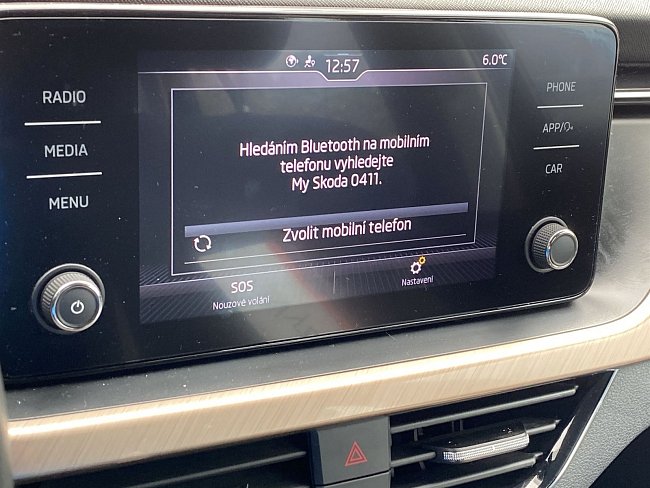 12:57
6.0°C
RADIO
MEDIA
MENU
PHONE
APP/
CAR
Hledáním Bluetooth na mobilním
telefonu vyhledejte
My Skoda 0411.
Zvolit mobilní telefon
SOS
Nouzové volání
Nastavení